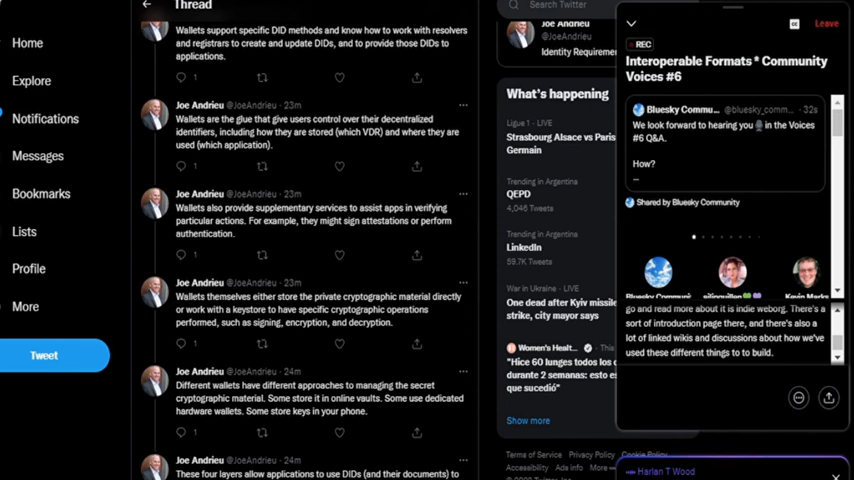 Home
Explore
Notifications
Messages
Bookmarks
Lists
Profile
More
Tweet
Thread
Wallets support specific DID methods and know how to work with resolvers
and registrars to create and update DIDs, and to provide those DIDs to
applications.
1
Joe Andrieu @JoeAndrieu · 23m
Wallets are the glue that give users control over their decentralized
identifiers, including how they are stored (which VDR) and where they are
used (which application).
1
Joe Andrieu @JoeAndrieu · 23m
Wallets also provide supplementary services to assist apps in verifying
particular actions. For example, they might sign attestations or perform
authentication.
1
Joe Andrieu @JoeAndrieu · 23m
Wallets themselves either store the private cryptographic material directly
or work with a keystore to have specific cryptographic operations
performed, such as signing, encryption, and decryption.
1
Joe Andrieu @JoeAndrieu · 24m
Different wallets have different approaches to managing the secret
cryptographic material. Some store it in online vaults. Some use dedicated
hardware wallets. Some store keys in your phone.
1
Joe Andrieu @JoeAndrieu · 24m
These four layers allow applications to use DIDs (and their documents) to
Search Twitter
Joe Andrieu
@JoeAndrieu
Identity Requireme
What's happening
Ligue 1 · LIVE
Strasbourg Alsace vs Paris
Germain
Trending in Argentina
QEPD
4,046 Tweets
Trending in Argentina
LinkedIn
59.7K Tweets
War in Ukraine · LIVE
One dead after Kyiv missile
strike, city mayor says
Women's Healt... · This
"Hice 60 lunges todos los d
durante 2 semanas: esto es
que sucedió"
Show more
Terms of Service Privacy Policy Cookie Policy
Accessibility Ads info More
Leave
REC
Interoperable Formats * Community
Voices #6
Bluesky Commu... @bluesky_comm... · 32s
We look forward to hearing you in the Voices
#6 Q&A.
How?
Shared by Bluesky Community
Bluesky Communi
Kevin Marks
go and read more about it is indie weborg. There's a
sort of introduction page there, and there's also a
lot of linked wikis and discussions about how we've
used these different things to to build.
Harlan T Wood